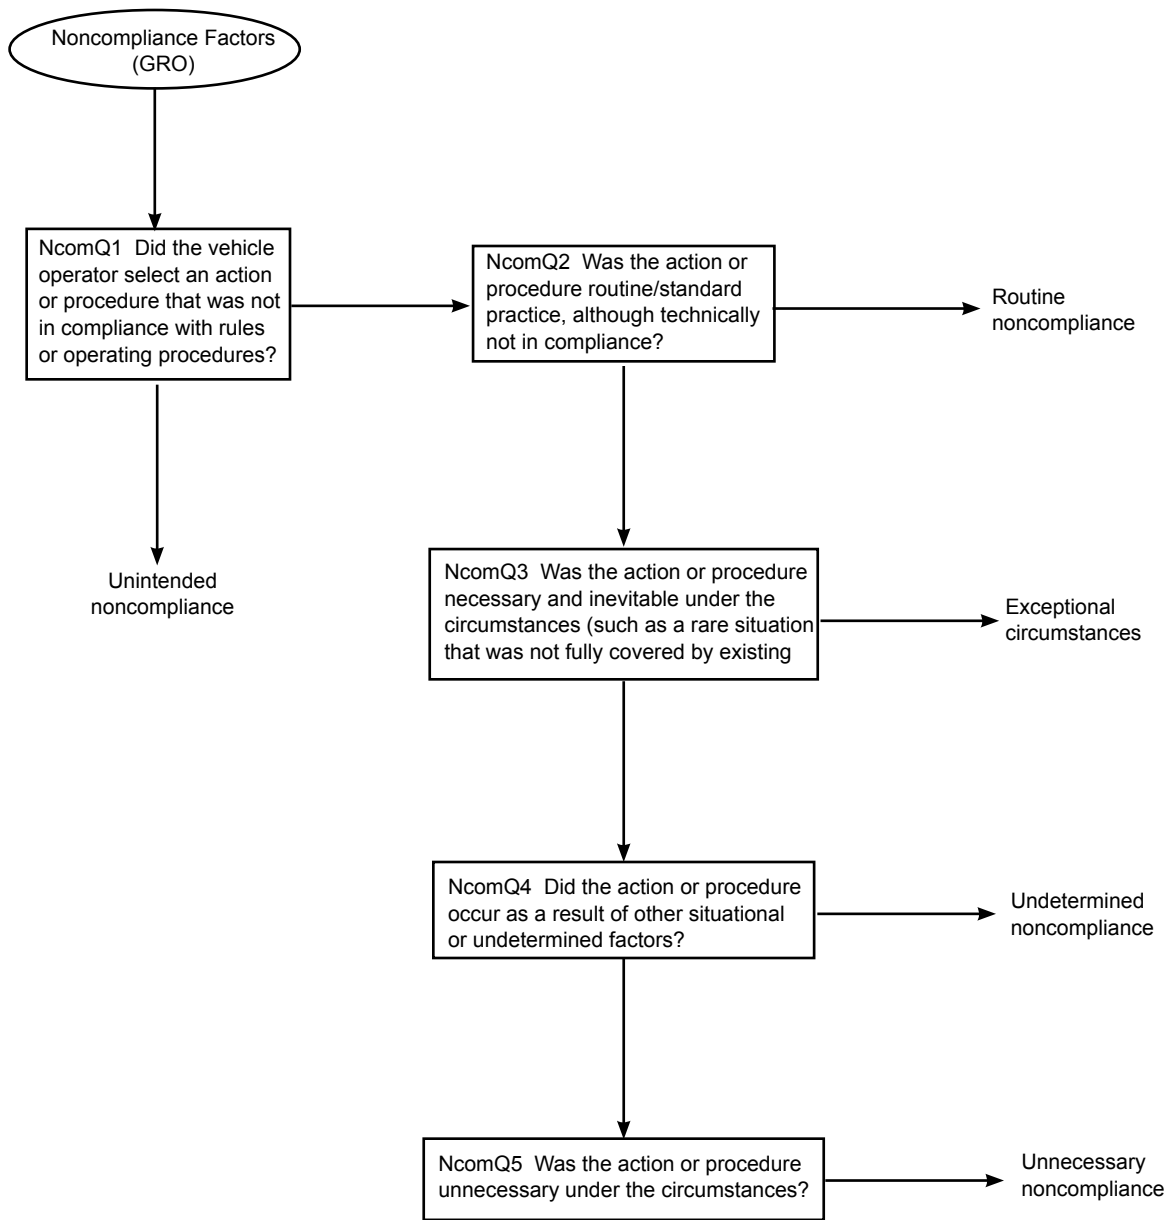 Noncompliance Factors
(GRO)
NcomQ1 Did the vehicle
operator select an action
or procedure that was not
in compliance with rules
or operating procedures?
NcomQ2 Was the action or
procedure routine/standard
practice, although technically
not in compliance?
Routine
noncompliance
Unintended
noncompliance
NcomQ3 Was the action or procedure
necessary and inevitable under the
circumstances (such as a rare situation
that was not fully covered by existing
Exceptional
circumstances
NcomQ4 Did the action or procedure
occur as a result of other situational
or undetermined factors?
Undetermined
noncompliance
NcomQ5 Was the action or procedure
unnecessary under the circumstances?
Unnecessary
noncompliance